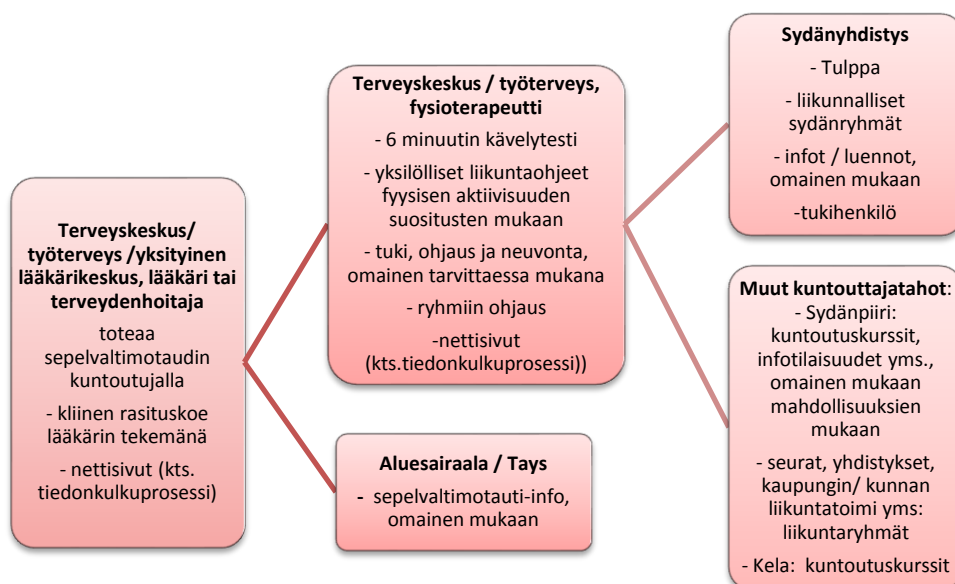 Terveyskeskus/
työterveys /yksityinen
lääkärikeskus, lääkäri tai
terveydenhoitaja
toteaa
sepelvaltimotaudin
kuntoutujalla
- kliinen rasituskoe
lääkärin tekemänä
- nettisivut (kts.
tiedonkulkuprosessi)
Terveyskeskus / työterveys,
fysioterapeutti
- 6 minuutin kävelytesti
- yksilölliset liikuntaohjeet
fyysisen aktiivisuuden
suositusten mukaan
- tuki, ohjaus ja neuvonta,
omainen tarvittaessa mukana
- ryhmiin ohjaus
-nettisivut
(kts.tiedonkulkuprosessi))
Aluesairaala / Tays
- sepelvaltimotauti-info,
omainen mukaan
Sydänyhdistys
- Tulppa
- liikunnalliset
sydänryhmät
- infot / luennot,
omainen mukaan
-tukihenkilö
Muut kuntouttajatahot:
- Sydänpiiri:
kuntoutuskurssit,
infotilaisuudet yms.,
omainen mukaan
mahdollisuuksien
mukaan
- seurat, yhdistykset,
kaupungin/ kunnan
liikuntatoimi yms:
liikuntaryhmät
- Kela: kuntoutuskurssit